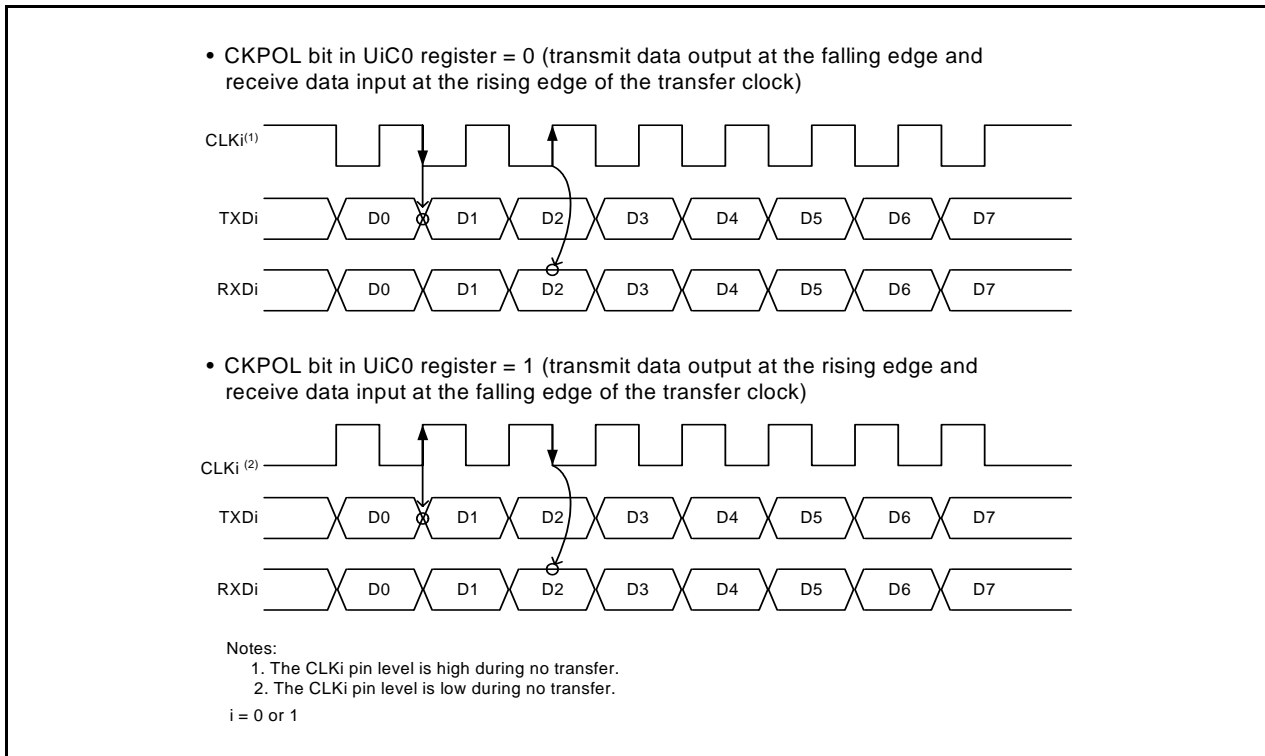 • CKPOL bit in UiC0 register = 0 (transmit data output at the falling edge and
receive data input at the rising edge of the transfer clock)
CLKi(1)
TXDi D0 D1 D2 D3 D4 D5 D6 D7
RXDi D0 D1 D2 D3 D4 D5 D6 D7
• CKPOL bit in UiC0 register = 1 (transmit data output at the rising edge and
receive data input at the falling edge of the transfer clock)
CLKi (2)
TXDi D0 D1 D2 D3 D4 D5 D6 D7
RXDi D0 D1 D2 D3 D4 D5 D6 D7
Notes:
1. The CLKi pin level is high during no transfer.
2. The CLKi pin level is low during no transfer.
i = 0 or 1